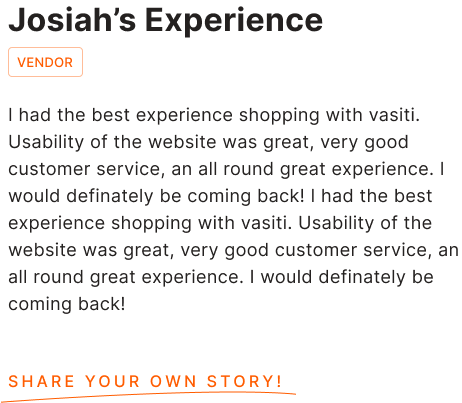 Josiah’s Experience
VENDOR
I had the best experience shopping with vasiti.
Usability of the website was great, very good
customer service, an all round great experience. I
would definately be coming back! I had the best
experience shopping with vasiti. Usability of the
website was great, very good customer service, an
all round great experience. I would definately be
coming back!
SHARE YOUR OWN STORY!